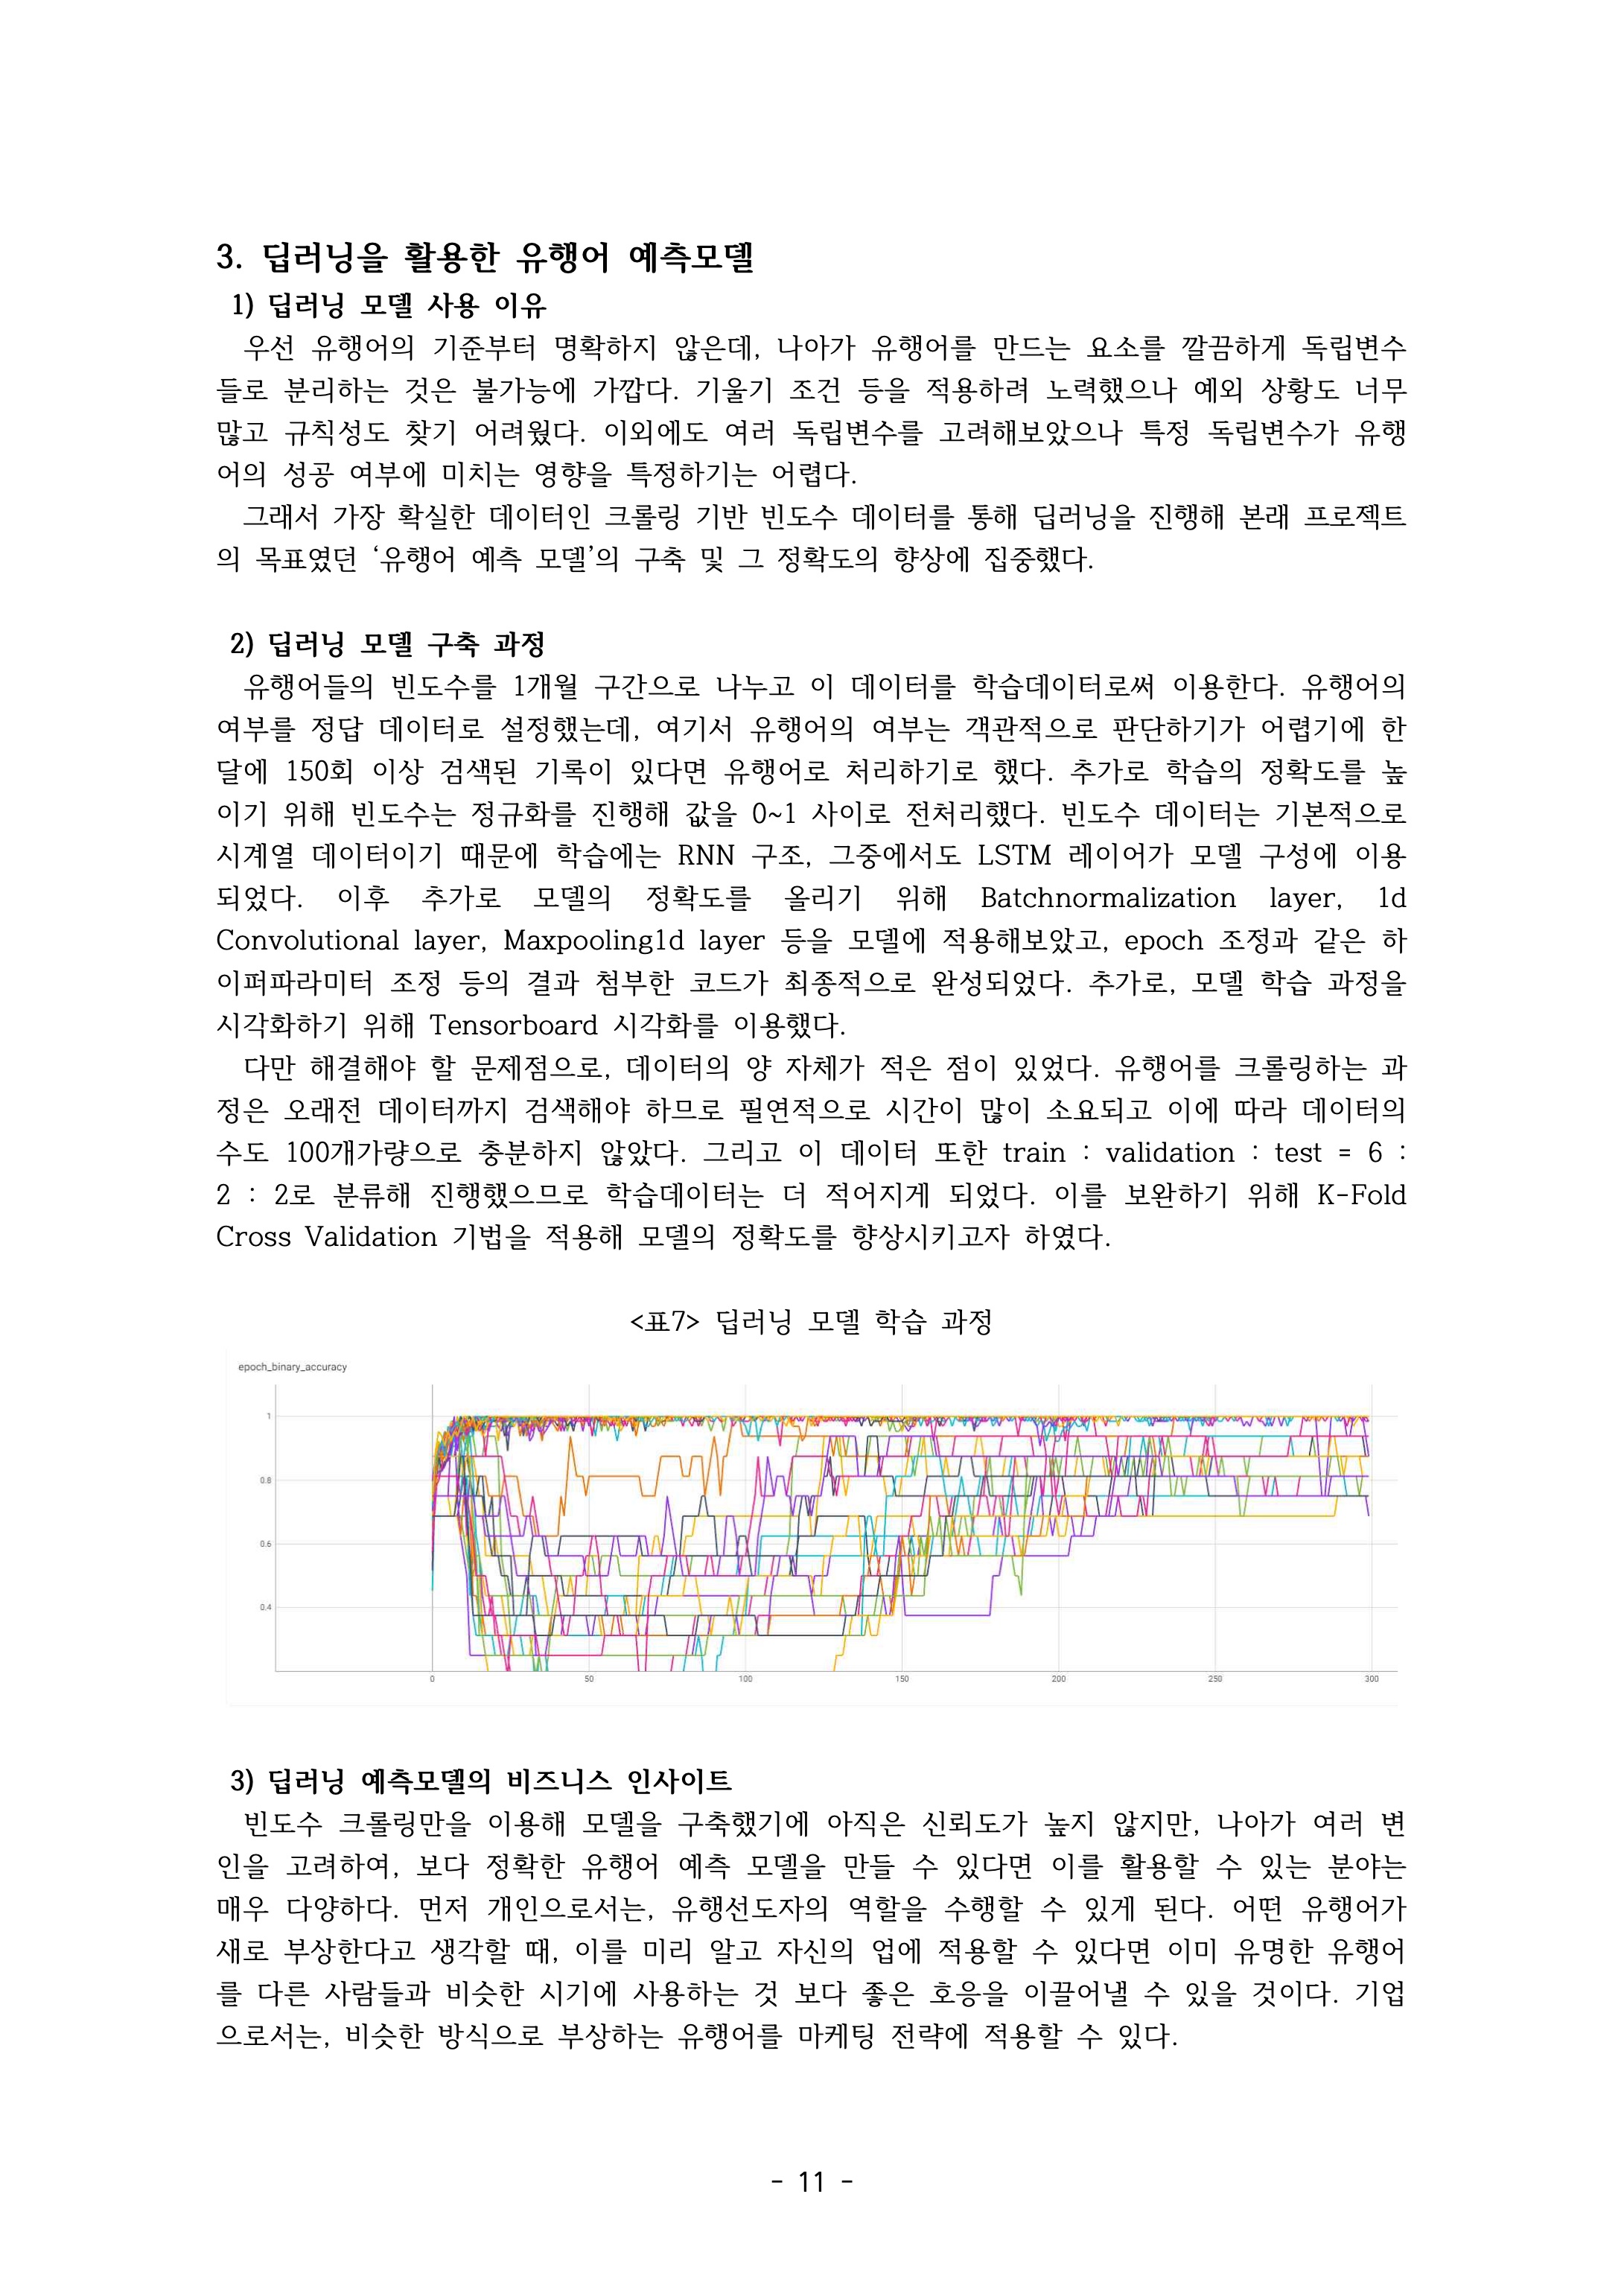 3. 딥러닝을 활용한 유행어 예측모델
1) 딥러닝 모델 사용 이유
우선 유행어의 기준부터 명확하지 않은데, 나아가 유행어를 만드는 요소를 깔끔하게 독립변수
들로 분리하는 것은 불가능에 가깝다. 기울기 조건 등을 적용하려 노력했으나 예외 상황도 너무
많고 규칙성도 찾기 어려웠다. 이외에도 여러 독립변수를 고려해보았으나 특정 독립변수가 유행
어의 성공 여부에 미치는 영향을 특정하기는 어렵다.
그래서 가장 확실한 데이터인 크롤링 기반 빈도수 데이터를 통해 딥러닝을 진행해 본래 프로젝트
의 목표였던 ‘유행어 예측 모델’의 구축 및 그 정확도의 향상에 집중했다.
2) 딥러닝 모델 구축 과정
유행어들의 빈도수를 1개월 구간으로 나누고 이 데이터를 학습데이터로써 이용한다. 유행어의
여부를 정답 데이터로 설정했는데, 여기서 유행어의 여부는 객관적으로 판단하기가 어렵기에 한
달에 150회 이상 검색된 기록이 있다면 유행어로 처리하기로 했다. 추가로 학습의 정확도를 높
이기 위해 빈도수는 정규화를 진행해 값을 0~1 사이로 전처리했다. 빈도수 데이터는 기본적으로
시계열 데이터이기 때문에 학습에는 RNN 구조, 그중에서도 LSTM 레이어가 모델 구성에 이용
되었다. 이후 추가로 모델의 정확도를 올리기 위해 Batchnormalization layer, 1d
Convolutional layer, Maxpooling1d layer 등을 모델에 적용해보았고, epoch 조정과 같은 하
이퍼파라미터 조정 등의 결과 첨부한 코드가 최종적으로 완성되었다. 추가로, 모델 학습 과정을
시각화하기 위해 Tensorboard 시각화를 이용했다.
다만 해결해야 할 문제점으로, 데이터의 양 자체가 적은 점이 있었다. 유행어를 크롤링하는 과
정은 오래전 데이터까지 검색해야 하므로 필연적으로 시간이 많이 소요되고 이에 따라 데이터의
수도 100개가량으로 충분하지 않았다. 그리고 이 데이터 또한 train : validation : test = 6 :
2 : 2로 분류해 진행했으므로 학습데이터는 더 적어지게 되었다. 이를 보완하기 위해 K-Fold
Cross Validation 기법을 적용해 모델의 정확도를 향상시키고자 하였다.
<표7> 딥러닝 모델 학습 과정
epoch_binary_accuracy
1
0.8
0.6
0.4
0 50 100 150 200 250 300
3) 딥러닝 예측모델의 비즈니스 인사이트
빈도수 크롤링만을 이용해 모델을 구축했기에 아직은 신뢰도가 높지 않지만, 나아가 여러 변
인을 고려하여, 보다 정확한 유행어 예측 모델을 만들 수 있다면 이를 활용할 수 있는 분야는
매우 다양하다. 먼저 개인으로서는, 유행선도자의 역할을 수행할 수 있게 된다. 어떤 유행어가
새로 부상한다고 생각할 때, 이를 미리 알고 자신의 업에 적용할 수 있다면 이미 유명한 유행어
를 다른 사람들과 비슷한 시기에 사용하는 것 보다 좋은 호응을 이끌어낼 수 있을 것이다. 기업
으로서는, 비슷한 방식으로 부상하는 유행어를 마케팅 전략에 적용할 수 있다.
- 11 -